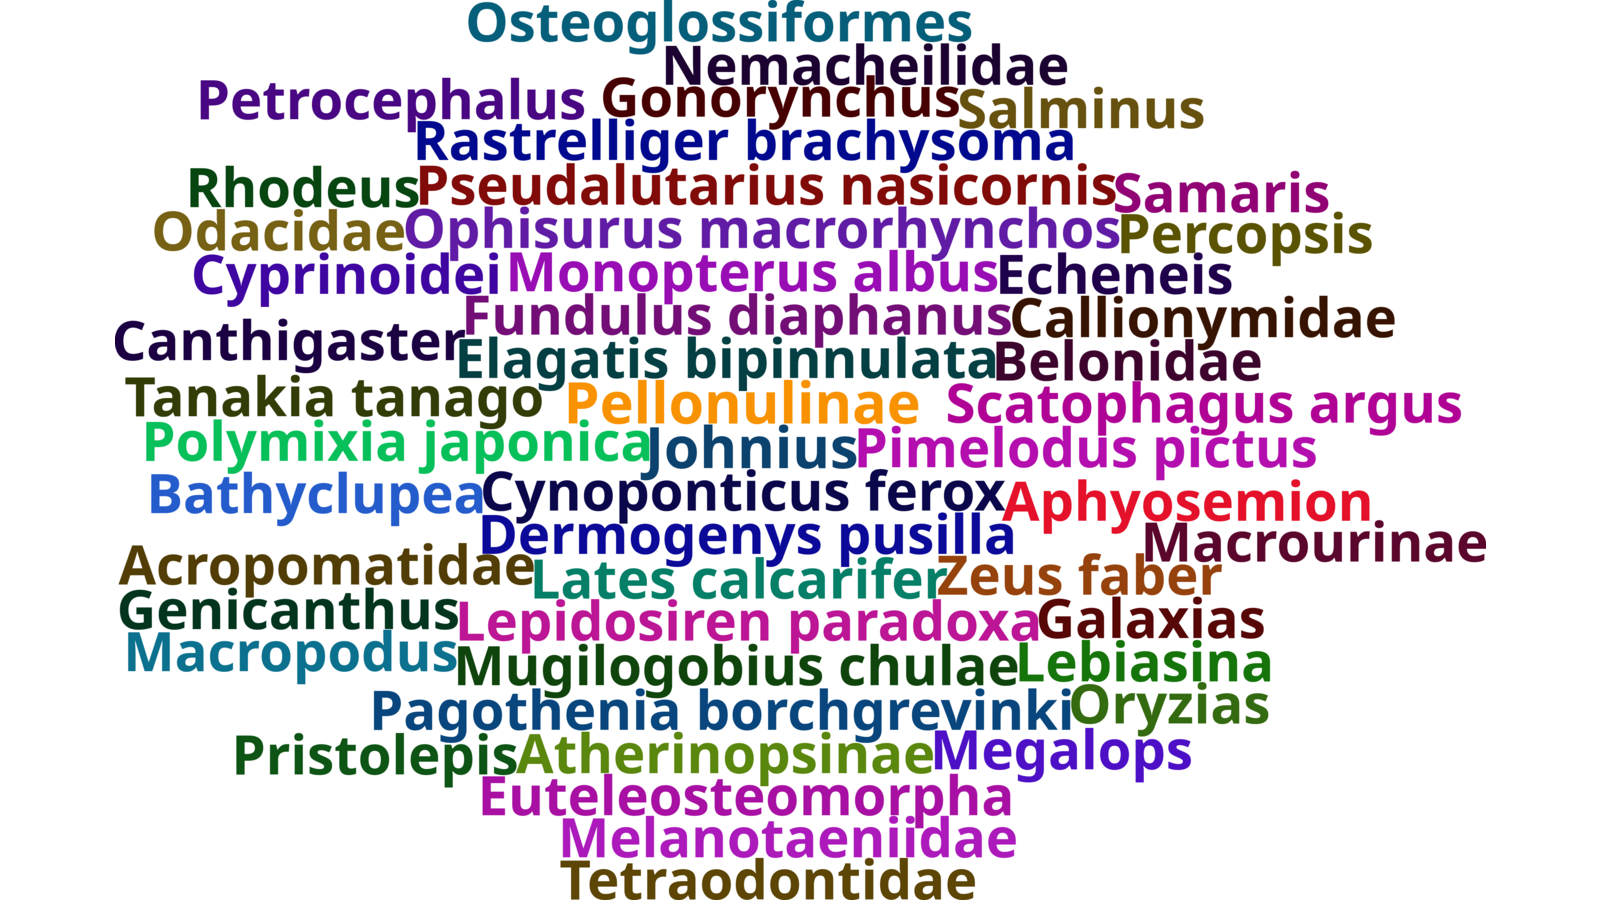 Osteoglossiformes
Nemacheilidae
Petrocephalus Gonorynchus Salminus
Rastrelliger brachysoma
Rhodeus Pseudalutarius nasicornis Samaris
Odacidae Ophisurus macrorhynchos Percopsis
Cyprinoidei Monopterus albus Echeneis
Canthigaster Fundulus diaphanus Callionymidae
Elagatis bipinnulata Belonidae
Tanakia tanago Pellonulinae Scatophagus argus
Polymixia japonica Johnius Pimelodus pictus
Bathyclupea Cynoponticus ferox Aphyosemion
Dermogenys pusilla Macrourinae
Acropomatidae Lates calcarifer Zeus faber
Genicanthus Lepidosiren paradoxa Galaxias
Macropodus Mugilogobius chulae Lebiasina
Pagothenia borchgrevinki Oryzias
Pristolepis Atherinopsinae Megalops
Euteleosteomorpha
Melanotaeniidae
Tetraodontidae